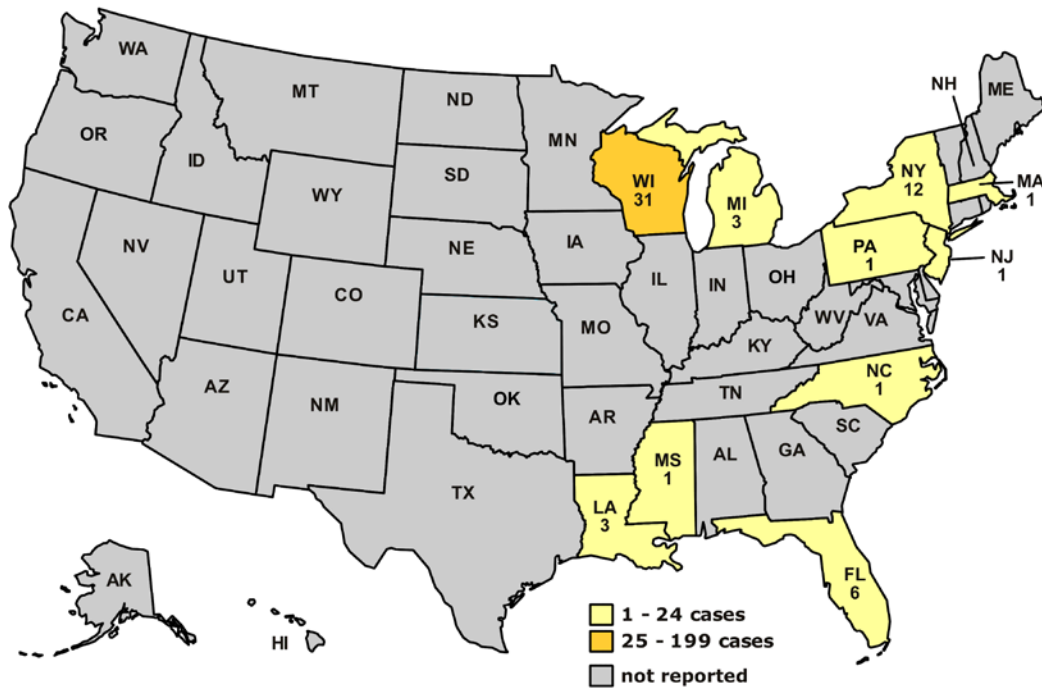 WA
MT
ND
MN
NH
ME
OR
ID
SD
WI
31
MI
3
NY
12
MA
1
WY
NV
UT
CO
NE
IA
IL
IN
OH
PA
1
NJ
1
CA
KS
MO
WV
VA
KY
AZ
NM
OK
AR
TN
NC
1
SC
MS
1
AL
GA
TX
LA
3
FL
6
AK
HI
1 - 24 cases
25 - 199 cases
not reported